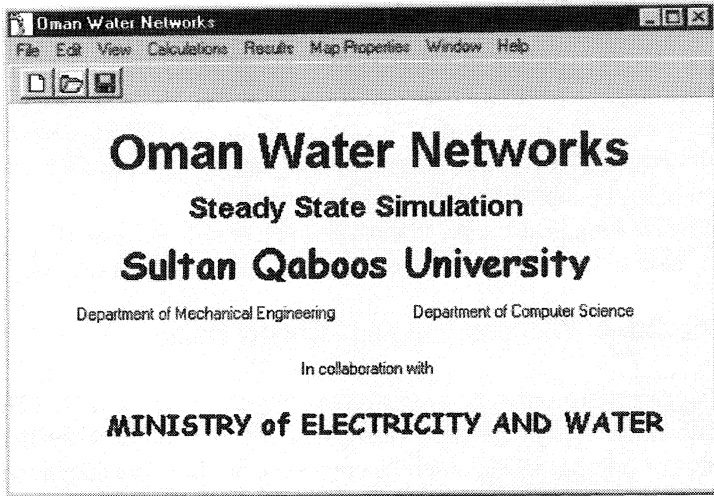 Oman Water Networks
File Edit View Calculations Results Map Properties Window Help
Oman Water Networks
Steady State Simulation
Sultan Qaboos University
Department of Mechanical Engineering Department of Computer Science
In collaboration with
MINISTRY of ELECTRICITY AND WATER